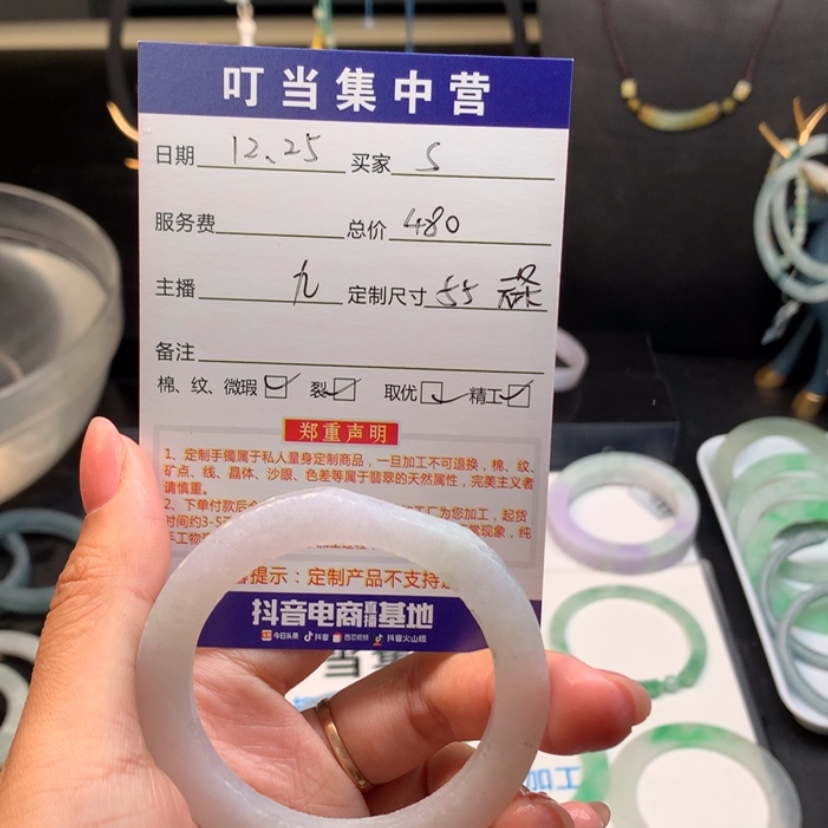 叮当集中营
日期 12.25 买家 S
服务费 总价 480
主播 九 定制尺寸 55
备注
棉、纹、微瑕 裂 取优 精工
郑重声明
1、定制手镯属于私人量身定制商品，一旦加工不可退换，棉、纹、
矿点、线、晶体、沙眼、色差等属于翡翠的天然属性，完美主义者
请慎重。
2、下单付款后 工厂为您加工，起货
时间约3-5 常现象，纯
手工物
提示：定制产品不支持
抖音电商直播基地
今日头条 抖音 西瓜视频 抖音火山版